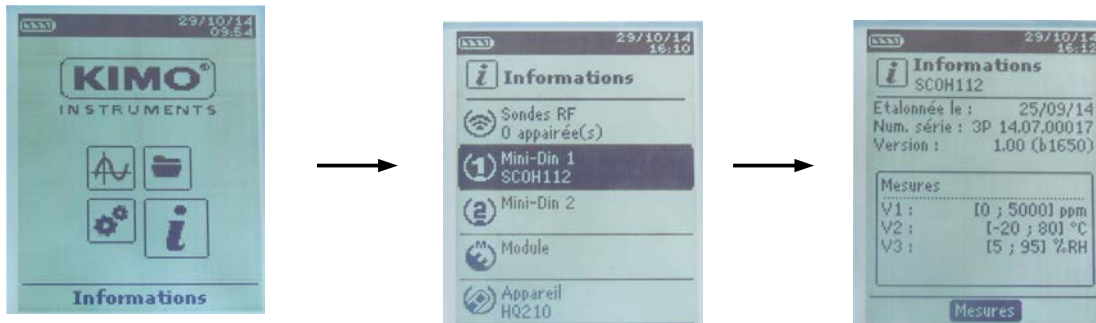 29/10/14
09:54
KIMO®
INSTRUMENTS
Informations
29/10/14
16:10
i Informations
Sondes RF
0 appairée(s)
1 Mini-Din 1
SCOH112
2 Mini-Din 2
Module
Appareil
HQ210
29/10/14
16:12
i Informations
SCOH112
Etalonnée le : 25/09/14
Num. série : 3P 14.07.00017
Version : 1.00 (b1650)
Mesures
V1 : [0 ; 5000] ppm
V2 : [-20 ; 80] °C
V3 : [5 ; 95] %RH
Mesures